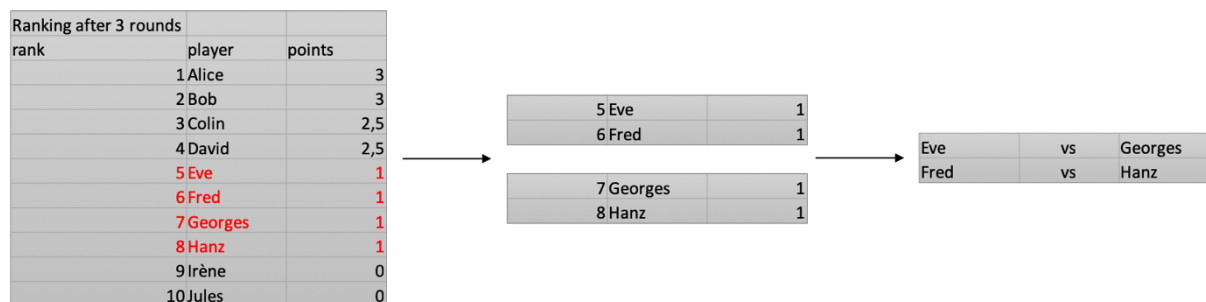 Ranking after 3 rounds
rank player points
1 Alice 3
2 Bob 3
3 Colin 2,5
4 David 2,5
5 Eve 1
6 Fred 1
7 Georges 1
8 Hanz 1
9 Irène 0
10 Jules 0
5 Eve 1
6 Fred 1
7 Georges 1
8 Hanz 1
Eve vs Georges
Fred vs Hanz